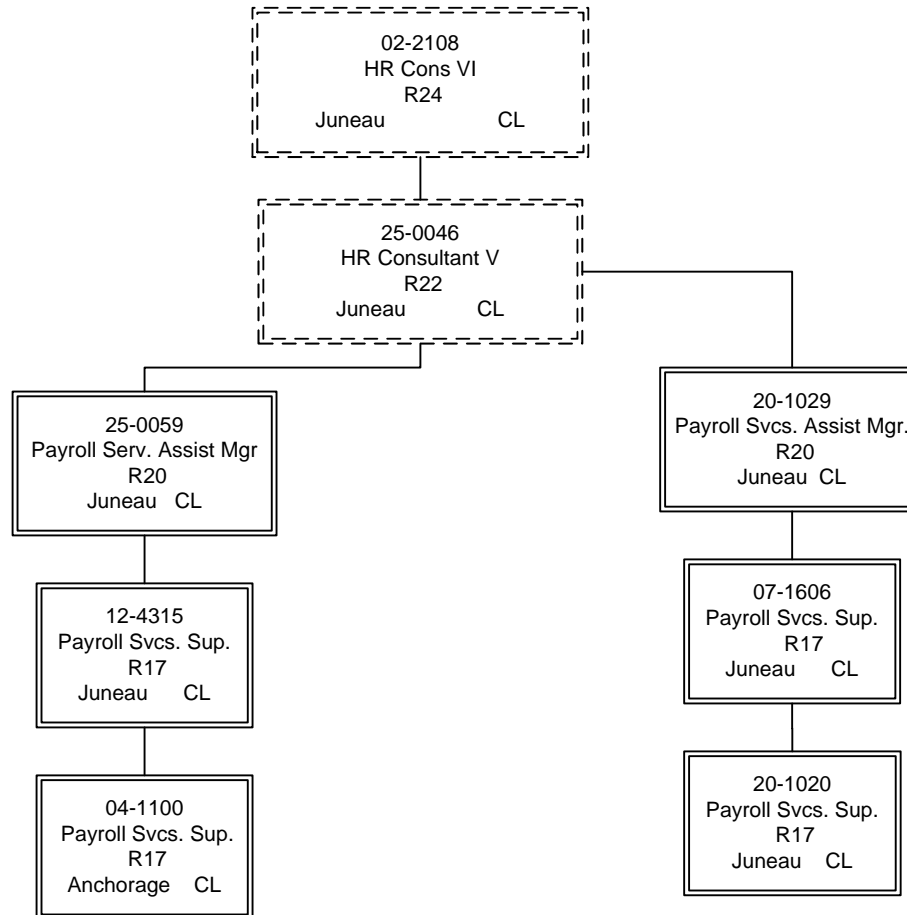 02-2108
HR Cons VI
R24
Juneau CL
25-0046
HR Consultant V
R22
Juneau CL
25-0059
Payroll Serv. Assist Mgr
R20
Juneau CL
20-1029
Payroll Svcs. Assist Mgr.
R20
Juneau CL
12-4315
Payroll Svcs. Sup.
R17
Juneau CL
07-1606
Payroll Svcs. Sup.
R17
Juneau CL
04-1100
Payroll Svcs. Sup.
R17
Anchorage CL
20-1020
Payroll Svcs. Sup.
R17
Juneau CL